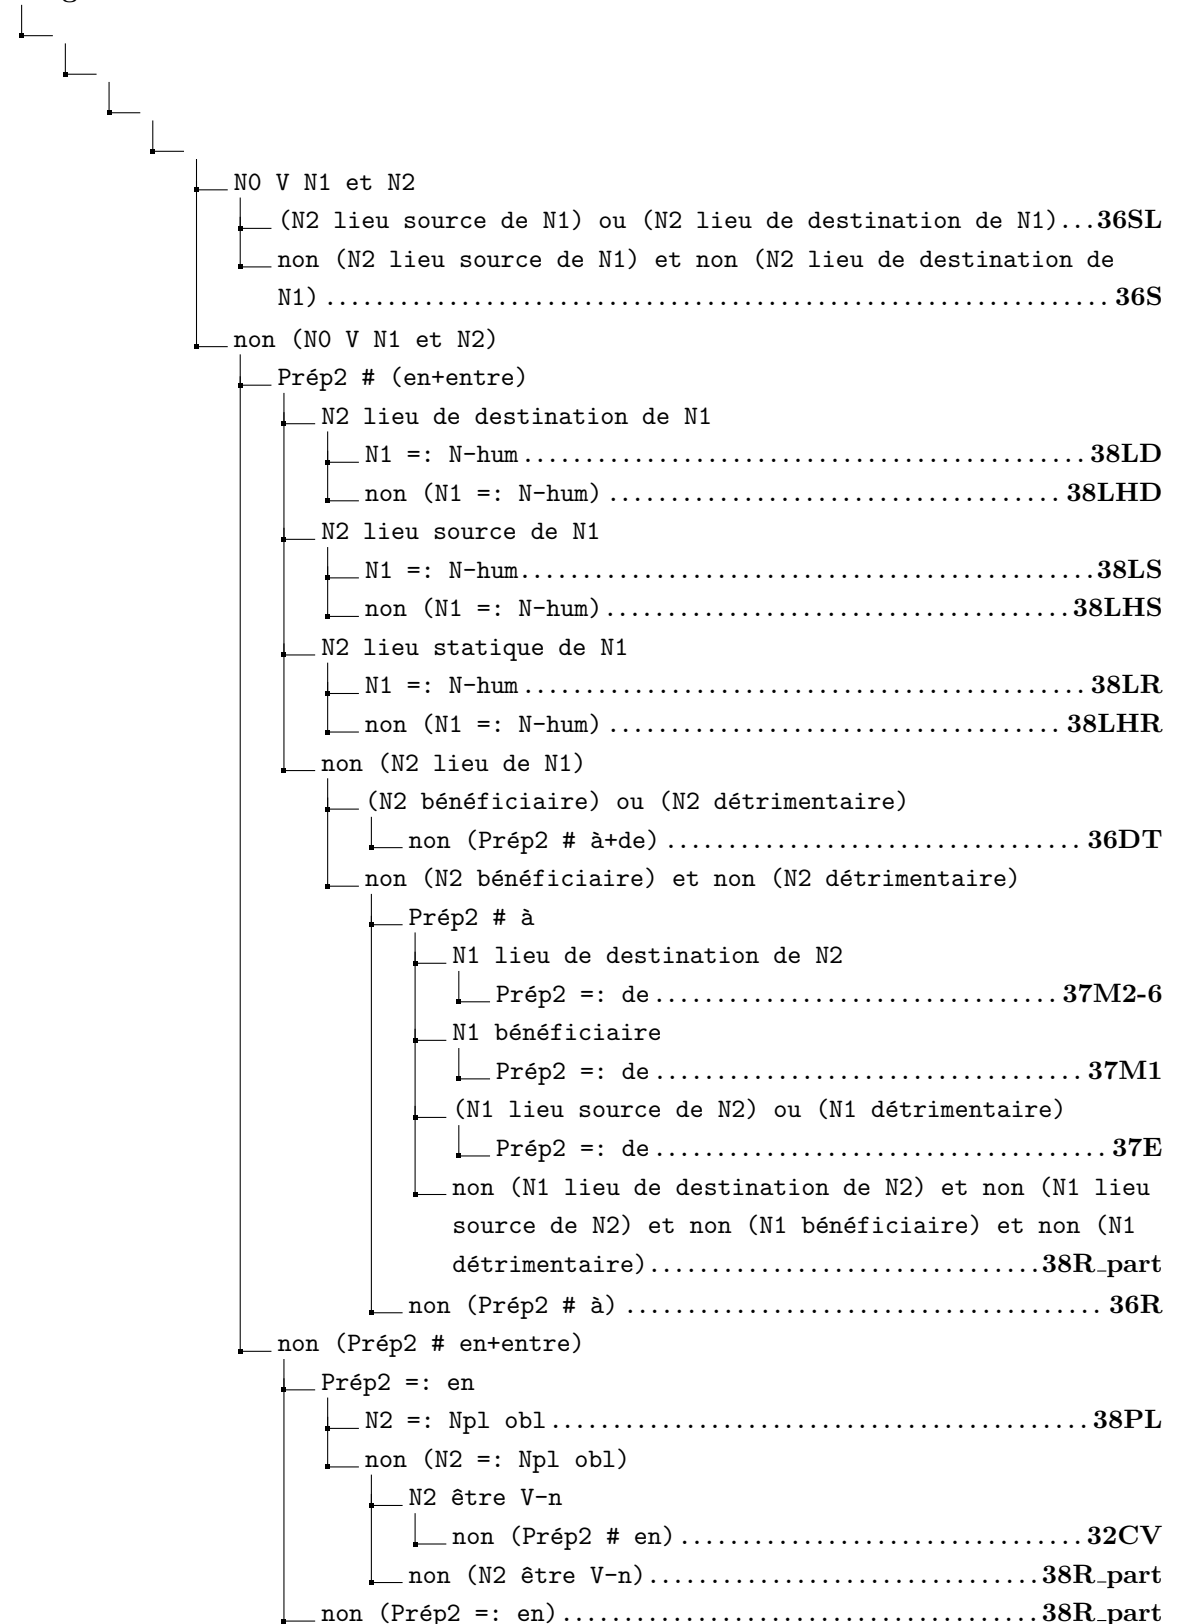 N0 V N1 et N2
(N2 lieu source de N1) ou (N2 lieu de destination de N1)...36SL
non (N2 lieu source de N1) et non (N2 lieu de destination de
N1)...36S
non (N0 V N1 et N2)
Prép2 # (en+entre)
N2 lieu de destination de N1
N1 =: N-hum...38LD
non (N1 =: N-hum)...38LHD
N2 lieu source de N1
N1 =: N-hum...38LS
non (N1 =: N-hum)...38LHS
N2 lieu statique de N1
N1 =: N-hum...38LR
non (N1 =: N-hum)...38LHR
non (N2 lieu de N1)
(N2 bénéficiaire) ou (N2 détrimentaire)
non (Prép2 # à+de)...36DT
non (N2 bénéficiaire) et non (N2 détrimentaire)
Prép2 # à
N1 lieu de destination de N2
Prép2 =: de...37M2-6
N1 bénéficiaire
Prép2 =: de...37M1
(N1 lieu source de N2) ou (N1 détrimentaire)
Prép2 =: de...37E
non (N1 lieu de destination de N2) et non (N1 lieu
source de N2) et non (N1 bénéficiaire) et non (N1
détrimentaire)...38R_part
non (Prép2 # à)...36R
non (Prép2 # en+entre)
Prép2 =: en
N2 =: Npl obl...38PL
non (N2 =: Npl obl)
N2 être V-n
non (Prép2 # en)...32CV
non (N2 être V-n)...38R_part
non (Prép2 =: en)...38R_part